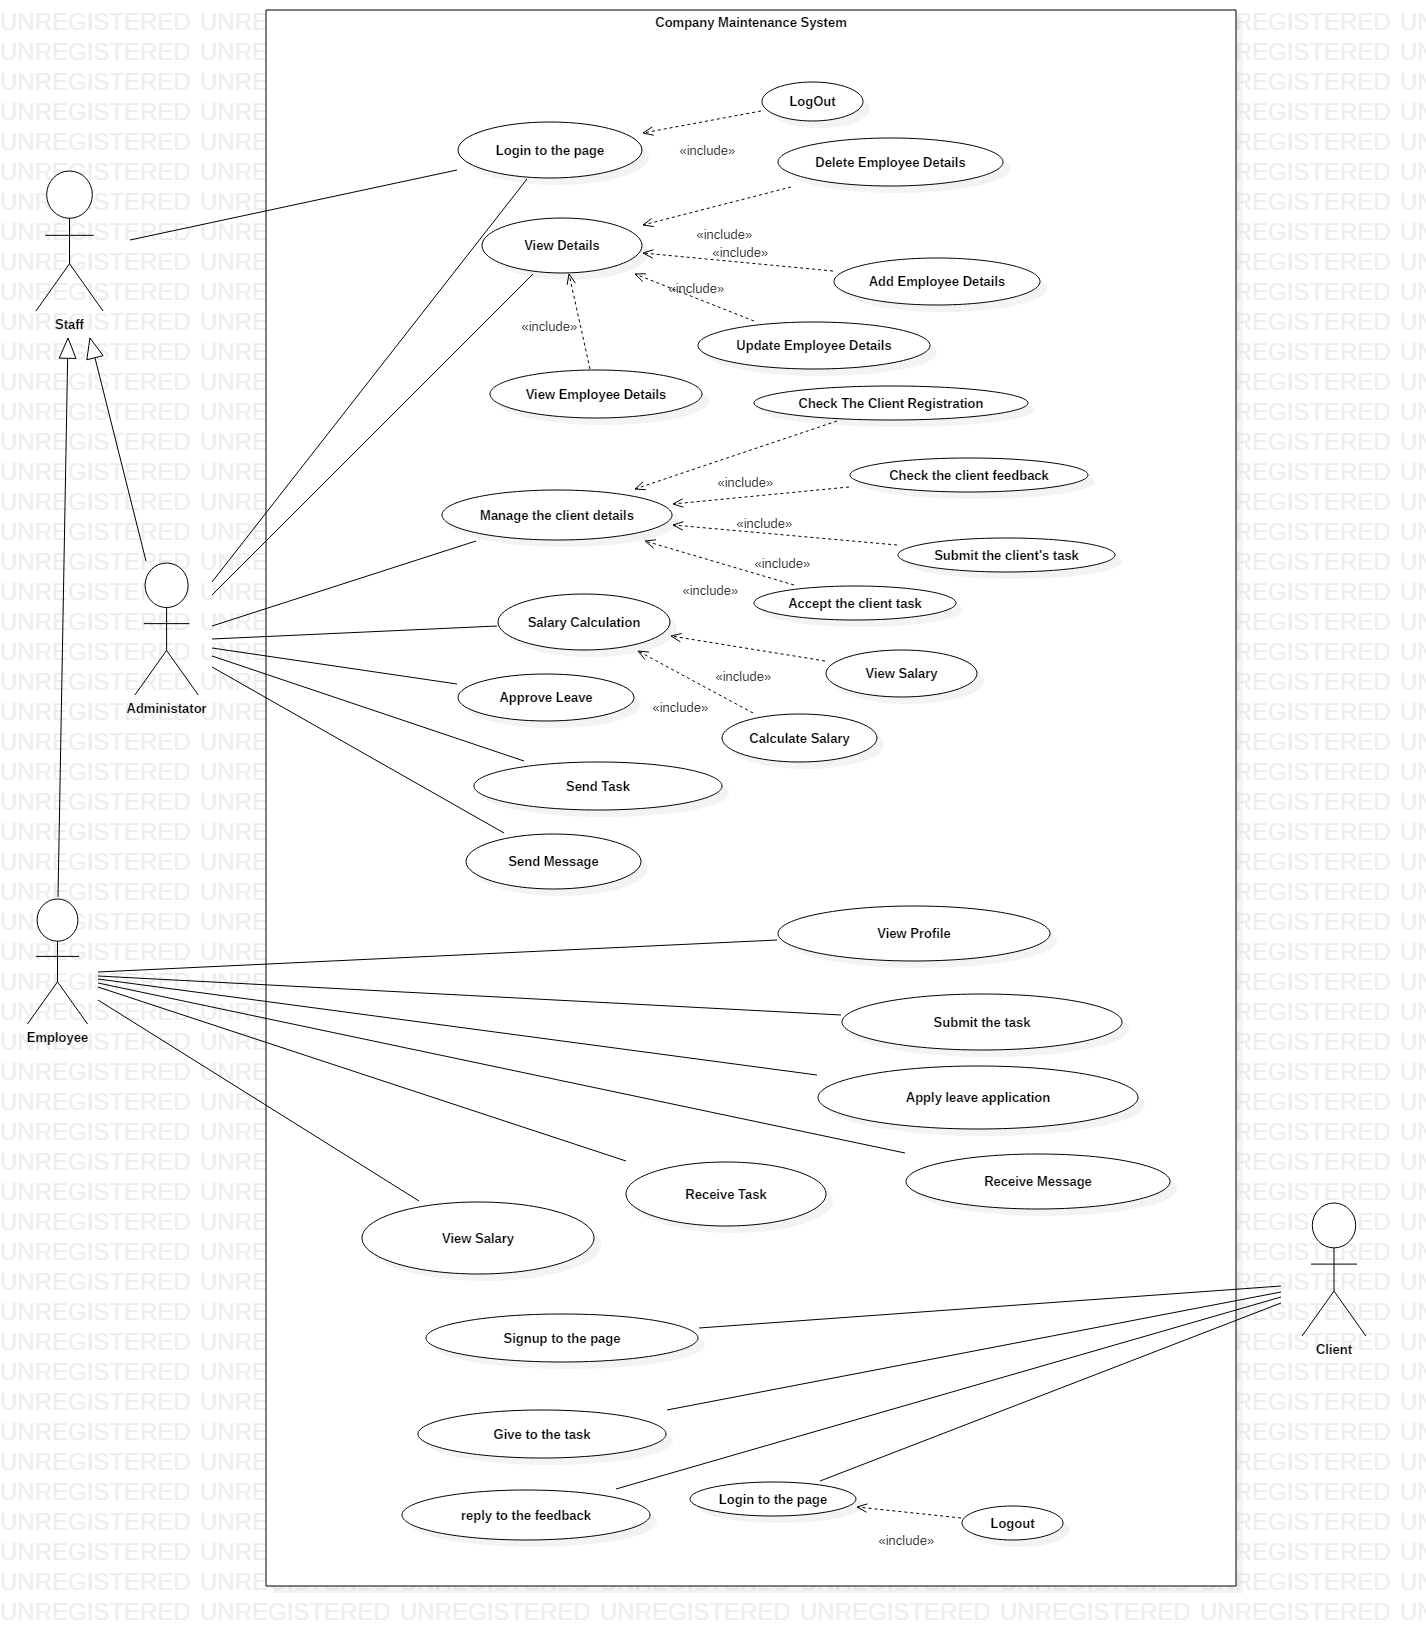 Company Maintenance System
LogOut
Login to the page
«include»
Delete Employee Details
«include»
View Details
«include»
Add Employee Details
«include»
Staff
«include»
Update Employee Details
View Employee Details
Check The Client Registration
Check the client feedback
«include»
Manage the client details
«include»
Submit the client's task
«include»
«include»
Accept the client task
Salary Calculation
View Salary
«include»
Approve Leave
Administator
«include»
Calculate Salary
Send Task
Send Message
View Profile
Submit the task
Employee
Apply leave application
Receive Message
Receive Task
View Salary
Signup to the page
Client
Give to the task
Login to the page
reply to the feedback
Logout
«include»
UNREGISTERED UNREGISTERED UNREGISTERED UNREGISTERED UNREGISTERED UNREGISTERED UNREGISTERED UN